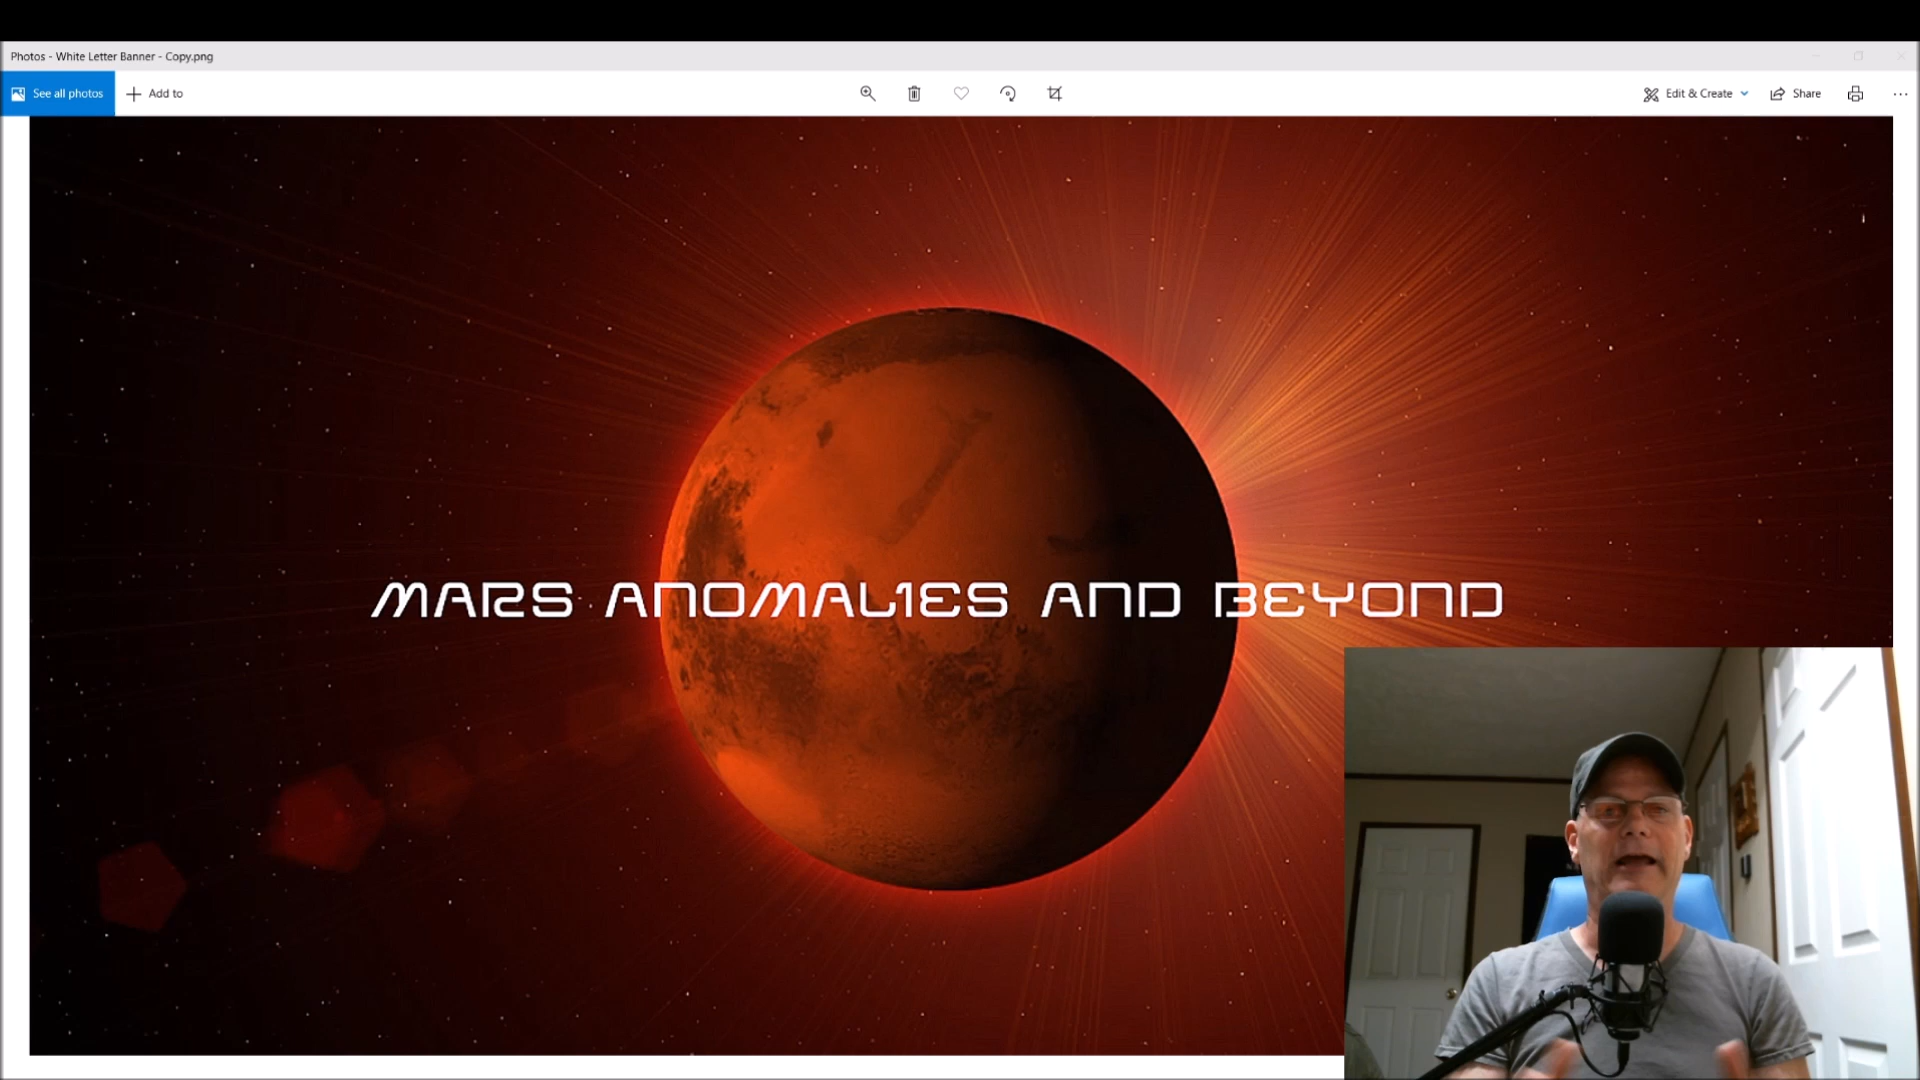 Photos - White Letter Banner - Copy.png
See all photos
Add to
Edit & Create
Share
MARS ANOMALIES AND BEYOND